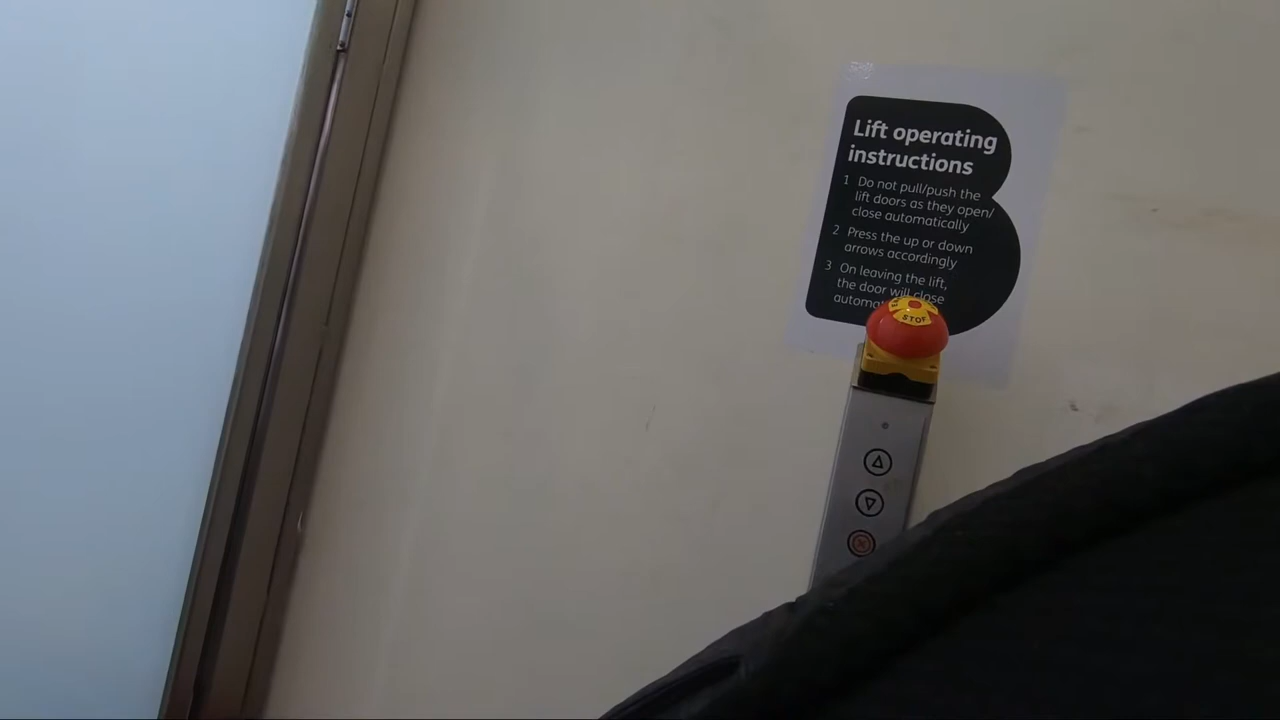 Lift operating
instructions
1 Do not pull/push the
lift doors as they open/
close automatically
2 Press the up or down
arrows accordingly
3 On leaving the lift,
the door will close
STOP